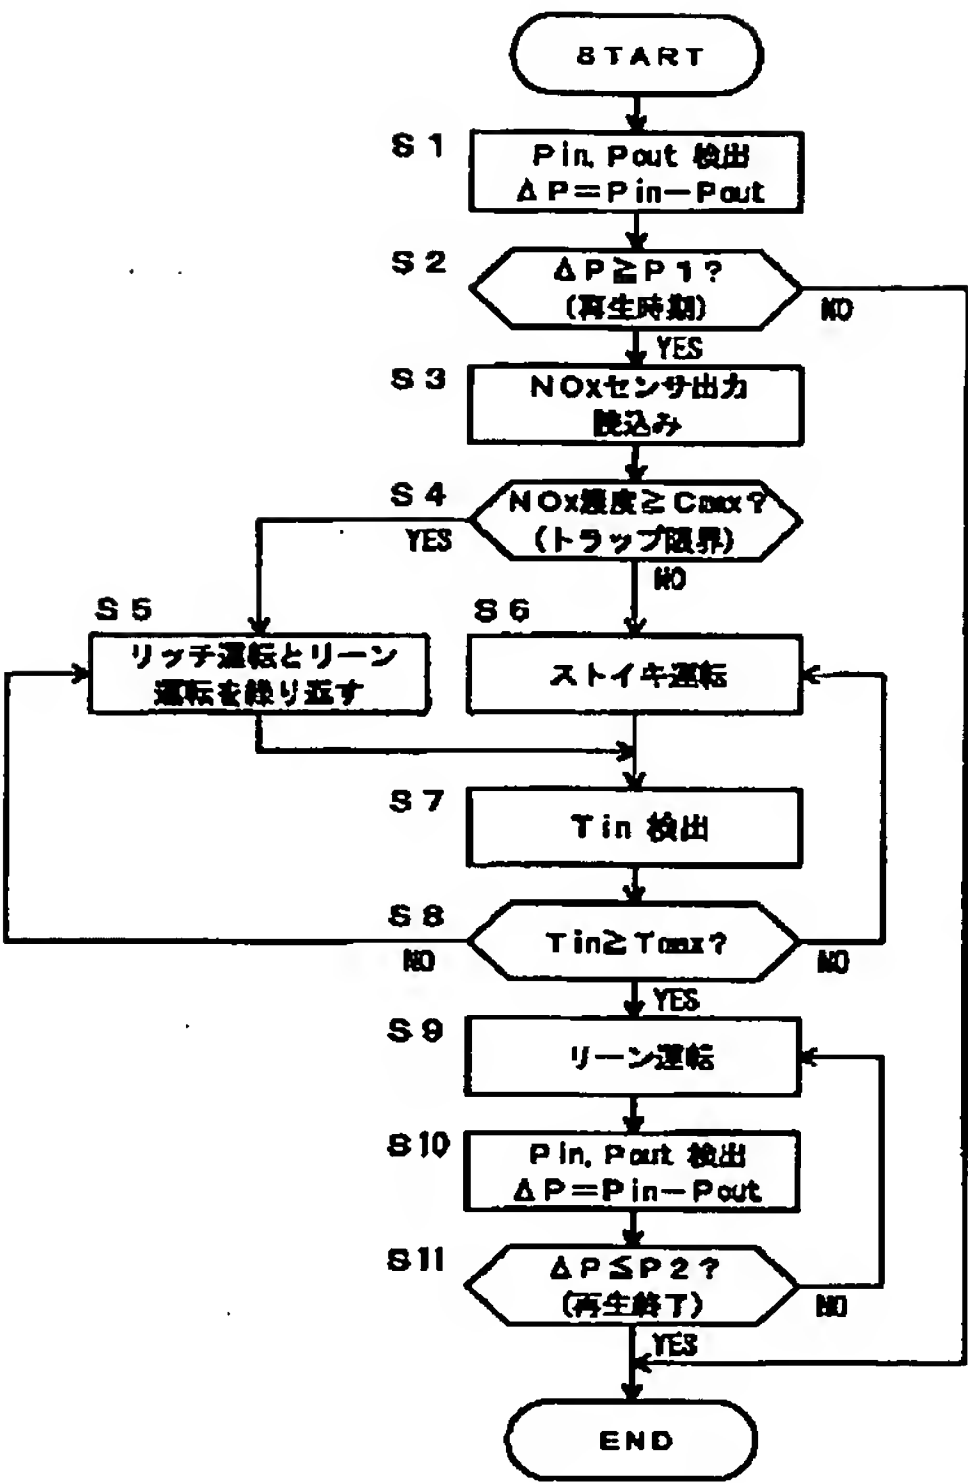 START
S1
Pin, Pout 検出
ΔP=Pin−Pout
S2
ΔP≧P1?
(再生時期)
NO
YES
S3
NOxセンサ出力
読込み
S4
NOx濃度≧Cmax?
(トラップ限界)
YES
NO
S5
リッチ運転とリーン
運転を繰り返す
S6
ストイキ運転
S7
Tin 検出
S8
Tin≧Tmax?
NO
NO
YES
S9
リーン運転
S10
Pin, Pout 検出
ΔP=Pin−Pout
S11
ΔP≦P2?
(再生終了)
NO
YES
END